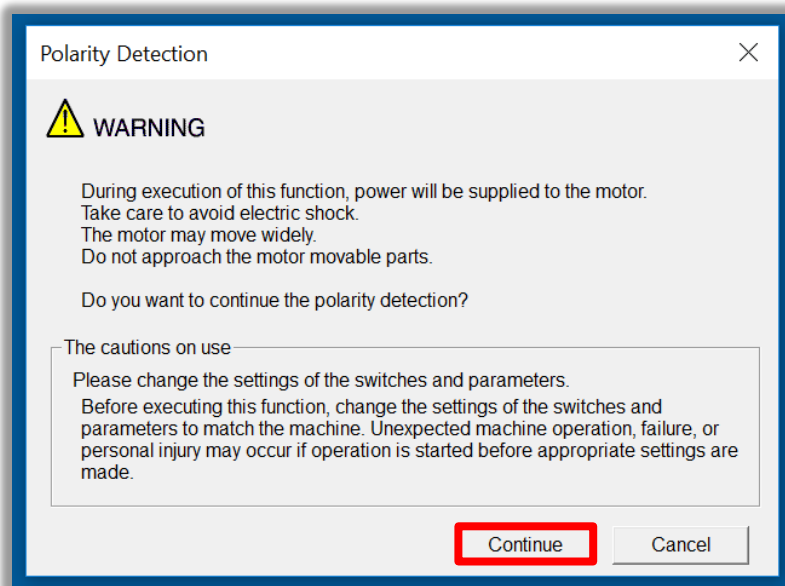 Polarity Detection
WARNING
During execution of this function, power will be supplied to the motor.
Take care to avoid electric shock.
The motor may move widely.
Do not approach the motor movable parts.
Do you want to continue the polarity detection?
The cautions on use
Please change the settings of the switches and parameters.
Before executing this function, change the settings of the switches and
parameters to match the machine. Unexpected machine operation, failure, or
personal injury may occur if operation is started before appropriate settings are
made.
Continue Cancel